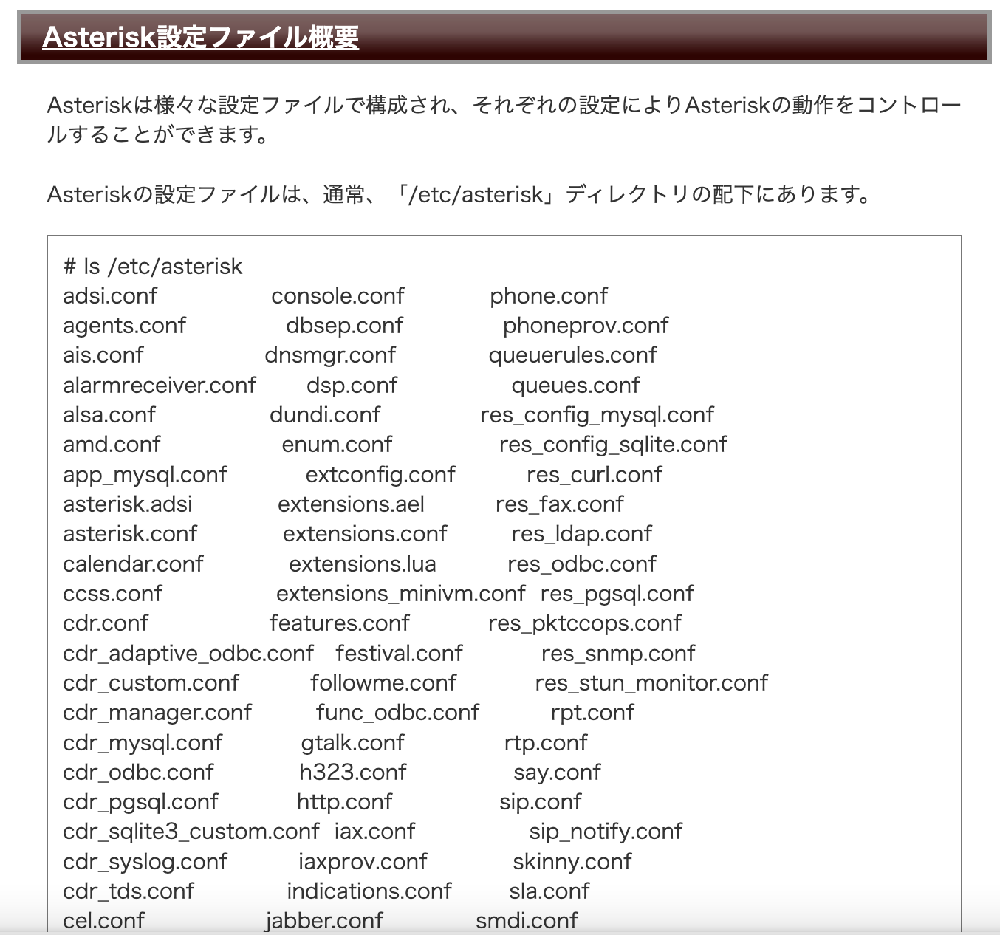 Asterisk設定ファイル概要
Asteriskは様々な設定ファイルで構成され、それぞれの設定によりAsteriskの動作をコントロー
ルすることができます。
Asteriskの設定ファイルは、通常、「/etc/asterisk」ディレクトリの配下にあります。
# ls /etc/asterisk
adsi.conf console.conf phone.conf
agents.conf dbsep.conf phoneprov.conf
ais.conf dnsmgr.conf queuerules.conf
alarmreceiver.conf dsp.conf queues.conf
alsa.conf dundi.conf res_config_mysql.conf
amd.conf enum.conf res_config_sqlite.conf
app_mysql.conf extconfig.conf res_curl.conf
asterisk.adsi extensions.ael res_fax.conf
asterisk.conf extensions.conf res_ldap.conf
calendar.conf extensions.lua res_odbc.conf
ccss.conf extensions_minivm.conf res_pgsql.conf
cdr.conf features.conf res_pktccops.conf
cdr_adaptive_odbc.conf festival.conf res_snmp.conf
cdr_custom.conf followme.conf res_stun_monitor.conf
cdr_manager.conf func_odbc.conf rpt.conf
cdr_mysql.conf gtalk.conf rtp.conf
cdr_odbc.conf h323.conf say.conf
cdr_pgsql.conf http.conf sip.conf
cdr_sqlite3_custom.conf iax.conf sip_notify.conf
cdr_syslog.conf iaxprov.conf skinny.conf
cdr_tds.conf indications.conf sla.conf
cel.conf jabber.conf smdi.conf